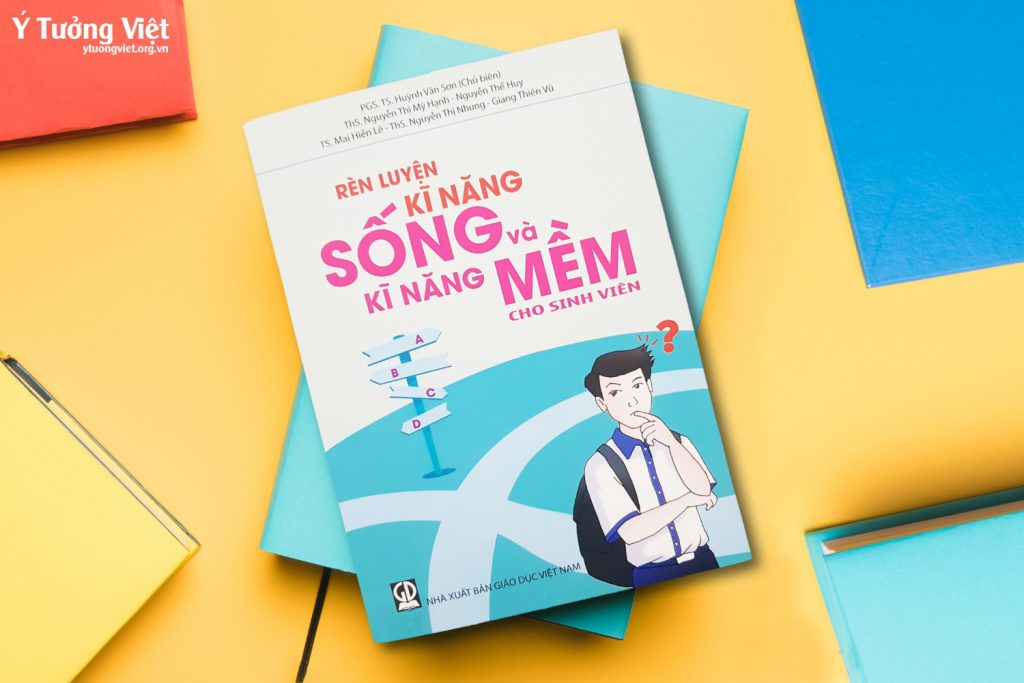 Ý Tưởng Việt
ytuongviet.org.vn
PGS. TS. Huỳnh Văn Sơn (Chủ biên)
ThS. Nguyễn Thị Mỹ Hạnh - Nguyễn Thế Huy
TS. Mai Hiền Lê - ThS. Nguyễn Thị Nhung - Giang Thiên Vũ
RÈN LUYỆN
KĨ NĂNG
SỐNG và
KĨ NĂNG MỀM
CHO SINH VIÊN
?
A
B
C
D
GD
NHÀ XUẤT BẢN GIÁO DỤC VIỆT NAM